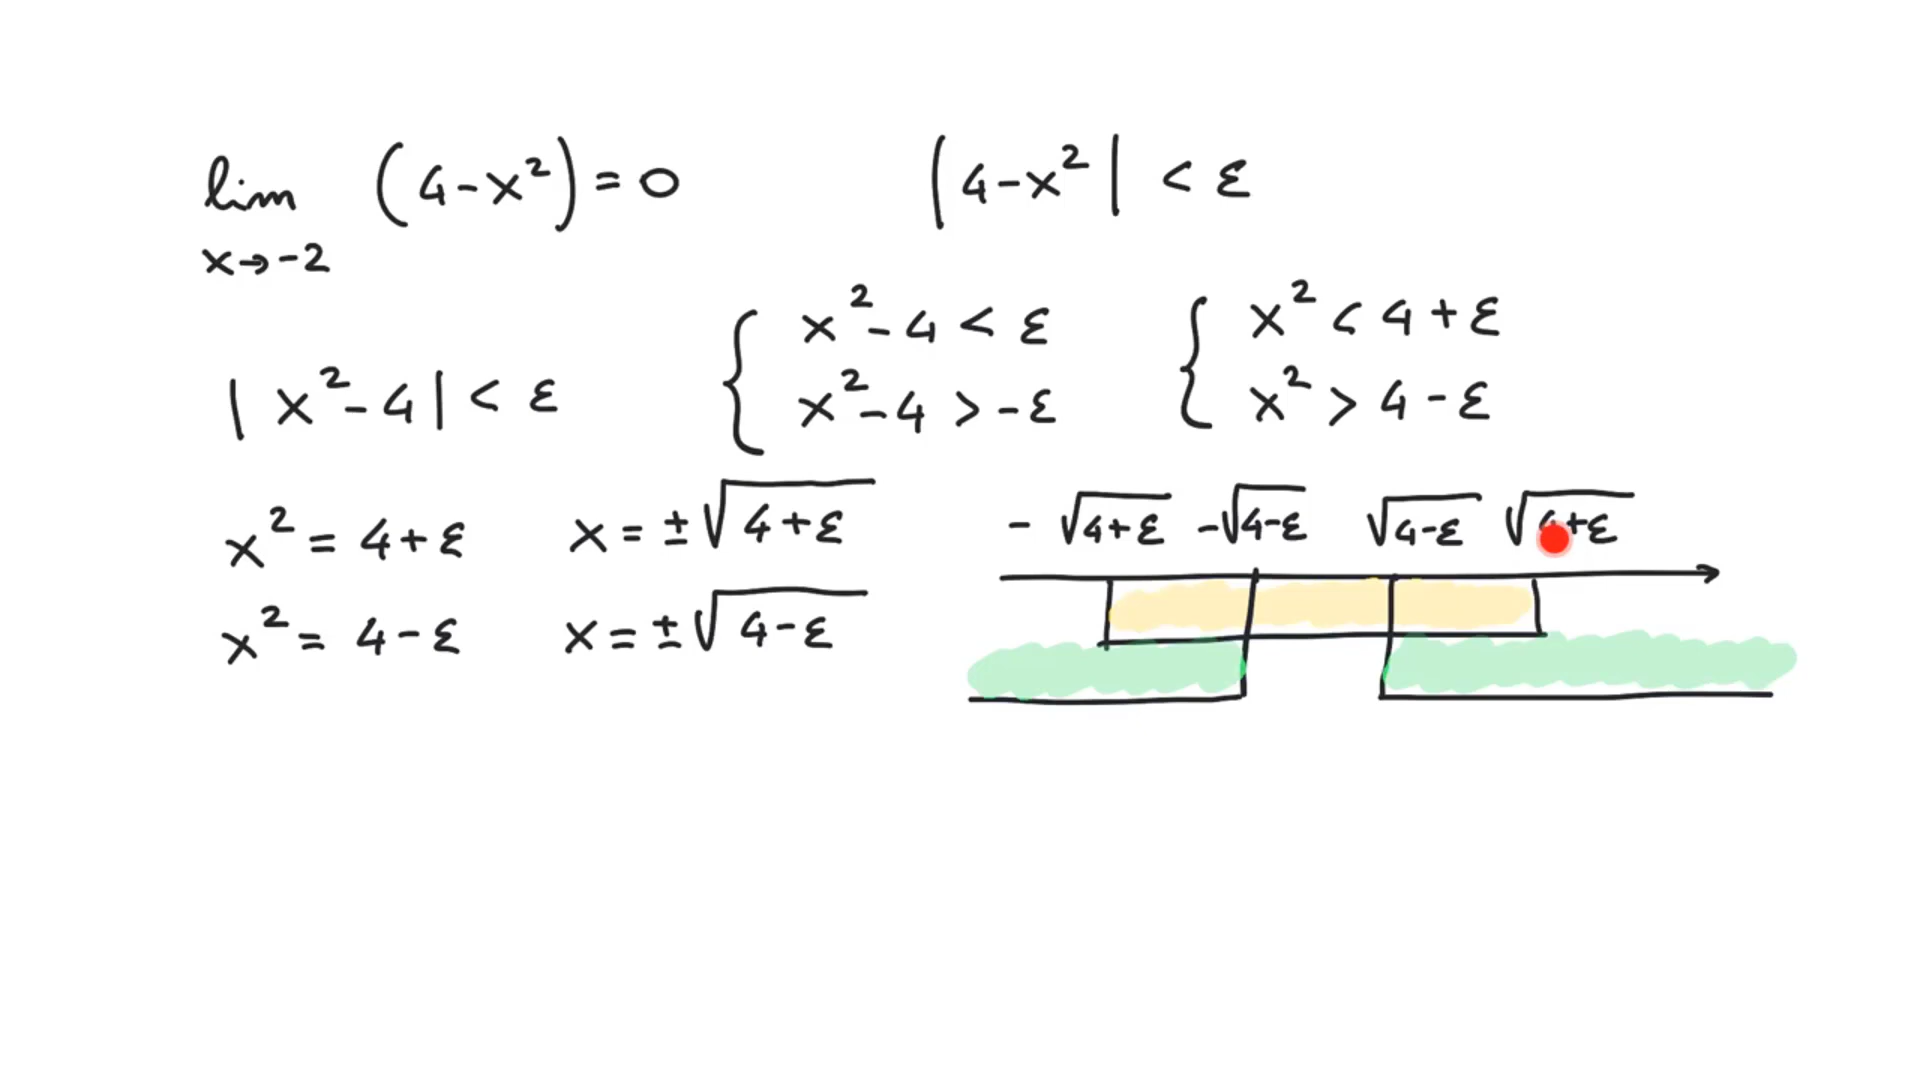 lim (4-x²) = 0 |4-x²| < ε
x→-2
{ x²-4 < ε { x² < 4+ε
|x²-4| < ε x²-4 > -ε x² > 4-ε
x² = 4+ε x = ±√(4+ε) -√(4+ε) -√(4-ε) √(4-ε) √(4+ε)
x² = 4-ε x = ±√(4-ε)